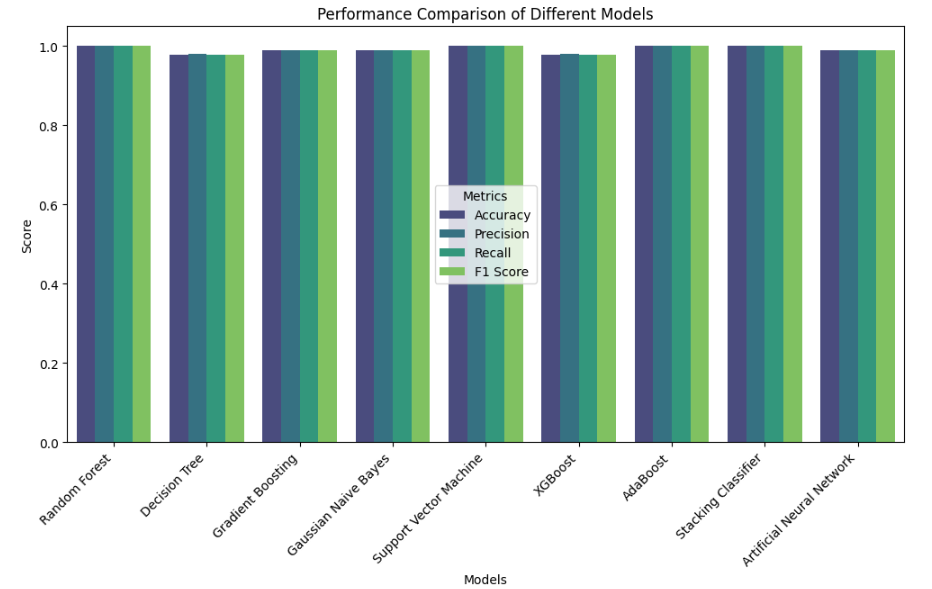 Performance Comparison of Different Models
1.0
0.8
0.6
0.4
0.2
0.0
Score
Metrics
Accuracy
Precision
Recall
F1 Score
Random Forest
Decision Tree
Gradient Boosting
Gaussian Naive Bayes
Support Vector Machine
XGBoost
AdaBoost
Stacking Classifier
Artificial Neural Network
Models